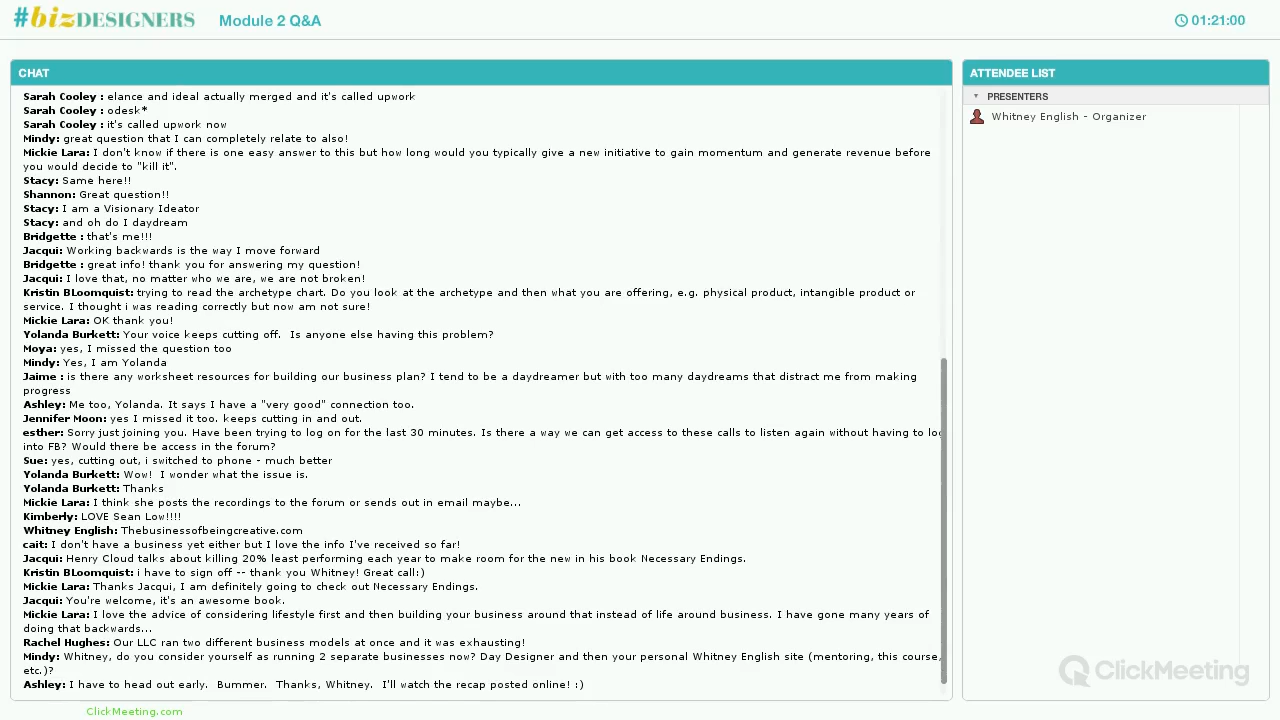 #bizDESIGNERS
Module 2 Q&A
01:21:00
CHAT
Sarah Cooley : elance and ideal actually merged and it's called upwork
Sarah Cooley : odesk*
Sarah Cooley : it's called upwork now
Mindy: great question that I can completely relate to also!
Mickie Lara: I don't know if there is one easy answer to this but how long would you typically give a new initiative to gain momentum and generate revenue before
you would decide to "kill it".
Stacy: Same here!!
Shannon: Great question!!
Stacy: I am a Visionary Ideator
Stacy: and oh do I daydream
Bridgette : that's me!!!
Jacqui: Working backwards is the way I move forward
Bridgette : great info! thank you for answering my question!
Jacqui: I love that, no matter who we are, we are not broken!
Kristin BLoomquist: trying to read the archetype chart. Do you look at the archetype and then what you are offering, e.g. physical product, intangible product or
service. I thought i was reading correctly but now am not sure!
Mickie Lara: OK thank you!
Yolanda Burkett: Your voice keeps cutting off.  Is anyone else having this problem?
Moya: yes, I missed the question too
Mindy: Yes, I am Yolanda
Jaime : is there any worksheet resources for building our business plan? I tend to be a daydreamer but with too many daydreams that distract me from making
progress
Ashley: Me too, Yolanda. It says I have a "very good" connection too.
Jennifer Moon: yes I missed it too. keeps cutting in and out.
esther: Sorry just joining you. Have been trying to log on for the last 30 minutes. Is there a way we can get access to these calls to listen again without having to log
into FB? Would there be access in the forum?
Sue: yes, cutting out, i switched to phone - much better
Yolanda Burkett: Wow!  I wonder what the issue is.
Yolanda Burkett: Thanks
Mickie Lara: I think she posts the recordings to the forum or sends out in email maybe...
Kimberly: LOVE Sean Low!!!!
Whitney English: Thebusinessofbeingcreative.com
cait: I don't have a business yet either but I love the info I've received so far!
Jacqui: Henry Cloud talks about killing 20% least performing each year to make room for the new in his book Necessary Endings.
Kristin BLoomquist: i have to sign off -- thank you Whitney! Great call:)
Mickie Lara: Thanks Jacqui, I am definitely going to check out Necessary Endings.
Jacqui: You're welcome, it's an awesome book.
Mickie Lara: I love the advice of considering lifestyle first and then building your business around that instead of life around business. I have gone many years of
doing that backwards...
Rachel Hughes: Our LLC ran two different business models at once and it was exhausting!
Mindy: Whitney, do you consider yourself as running 2 separate businesses now? Day Designer and then your personal Whitney English site (mentoring, this course,
etc.)?
Ashley: I have to head out early.  Bummer.  Thanks, Whitney.  I'll watch the recap posted online! :)
ATTENDEE LIST
PRESENTERS
Whitney English - Organizer
ClickMeeting
ClickMeeting.com